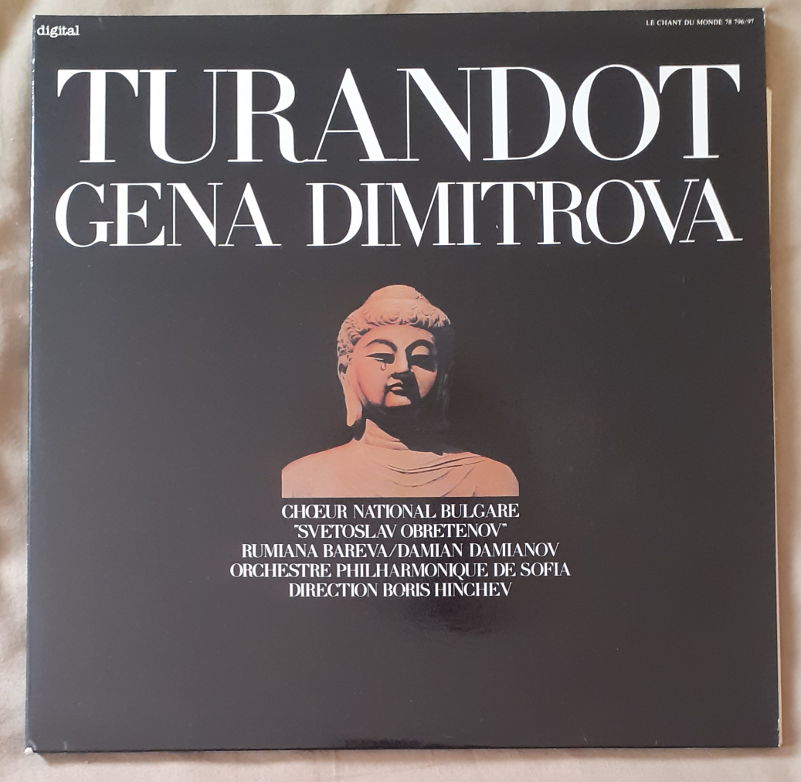 digital
LE CHANT DU MONDE 78 796/97
TURANDOT
GENA DIMITROVA
CHŒUR NATIONAL BULGARE
"SVETOSLAV OBRETENOV"
RUMIANA BAREVA/DAMIAN DAMIANOV
ORCHESTRE PHILHARMONIQUE DE SOFIA
DIRECTION BORIS HINCHEV